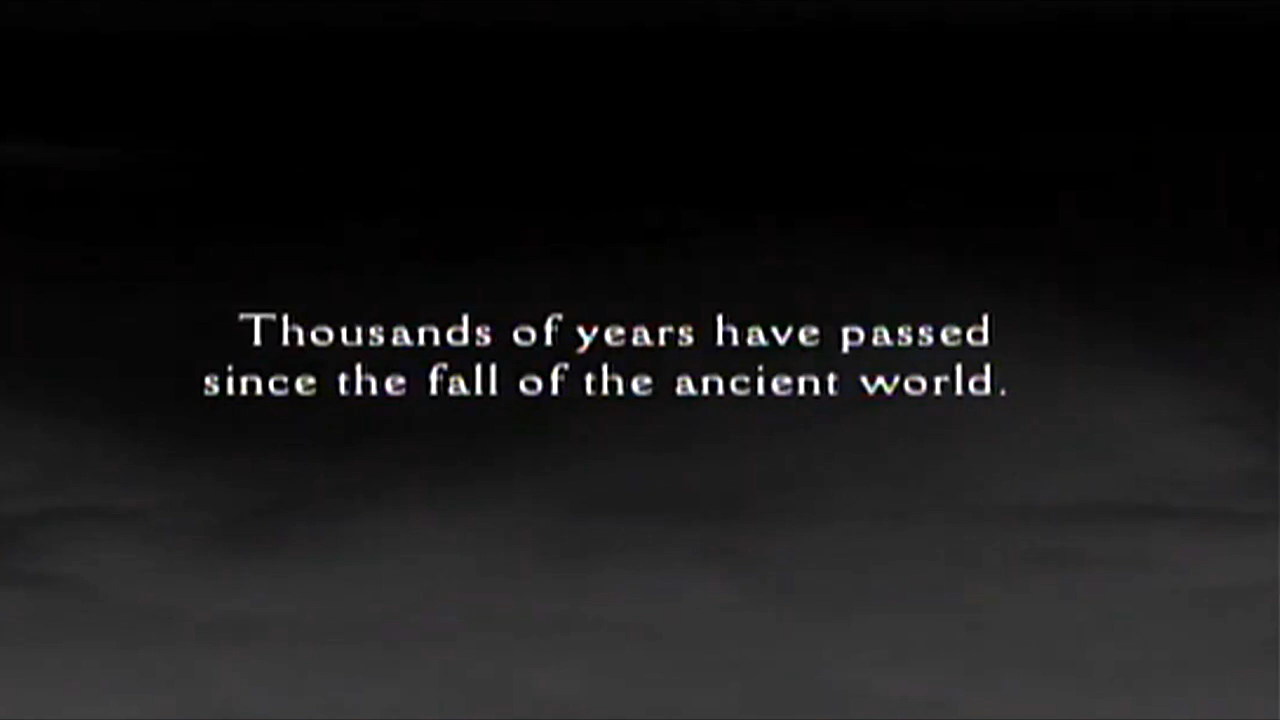 Thousands of years have passed
since the fall of the ancient world.